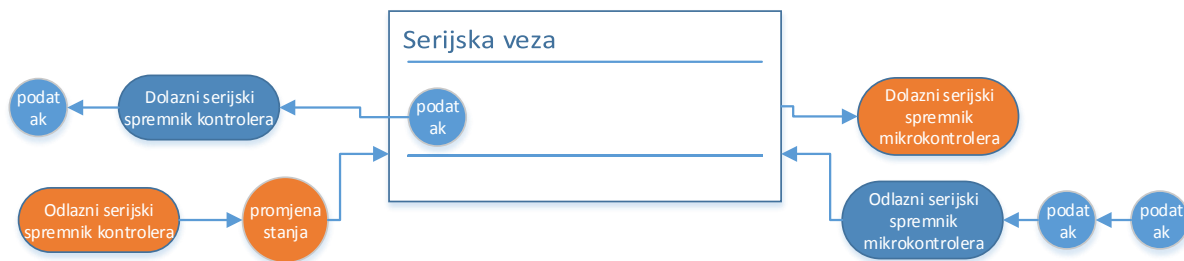 Serijska veza
podat
ak
Dolazni serijski
spremnik kontrolera
podat
ak
Dolazni serijski
spremnik
mikrokontrolera
Odlazni serijski
spremnik kontrolera
promjena
stanja
Odlazni serijski
spremnik
mikrokontrolera
podat
ak
podat
ak